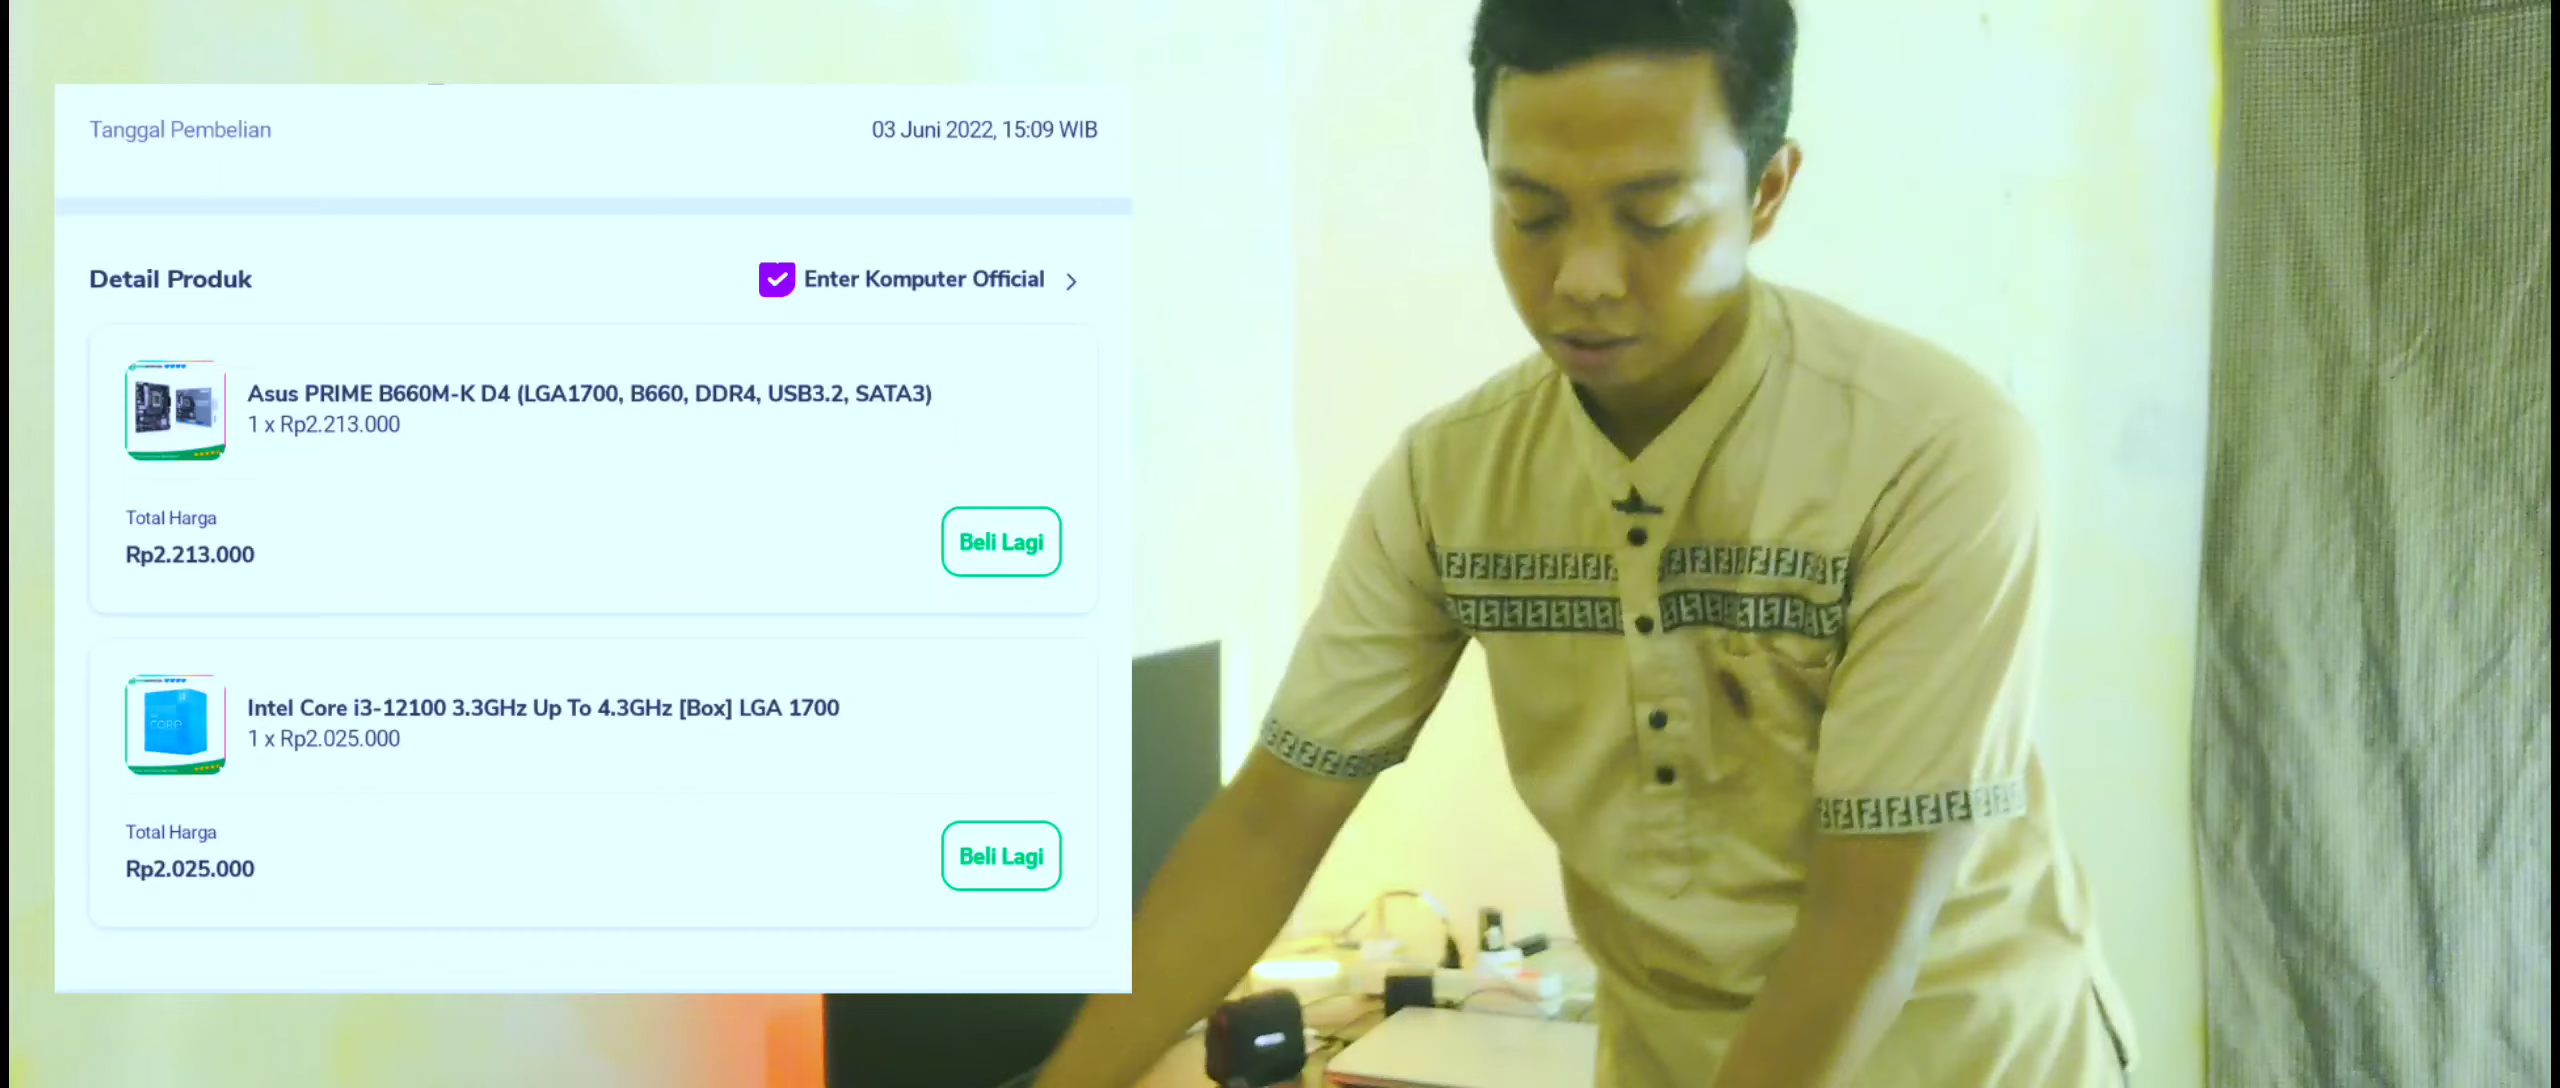 Tanggal Pembelian
03 Juni 2022, 15:09 WIB
Detail Produk
Enter Komputer Official
Asus PRIME B660M-K D4 (LGA1700, B660, DDR4, USB3.2, SATA3)
1 x Rp2.213.000
Total Harga
Rp2.213.000
Beli Lagi
CORE
Intel Core i3-12100 3.3GHz Up To 4.3GHz [Box] LGA 1700
1 x Rp2.025.000
Total Harga
Rp2.025.000
Beli Lagi